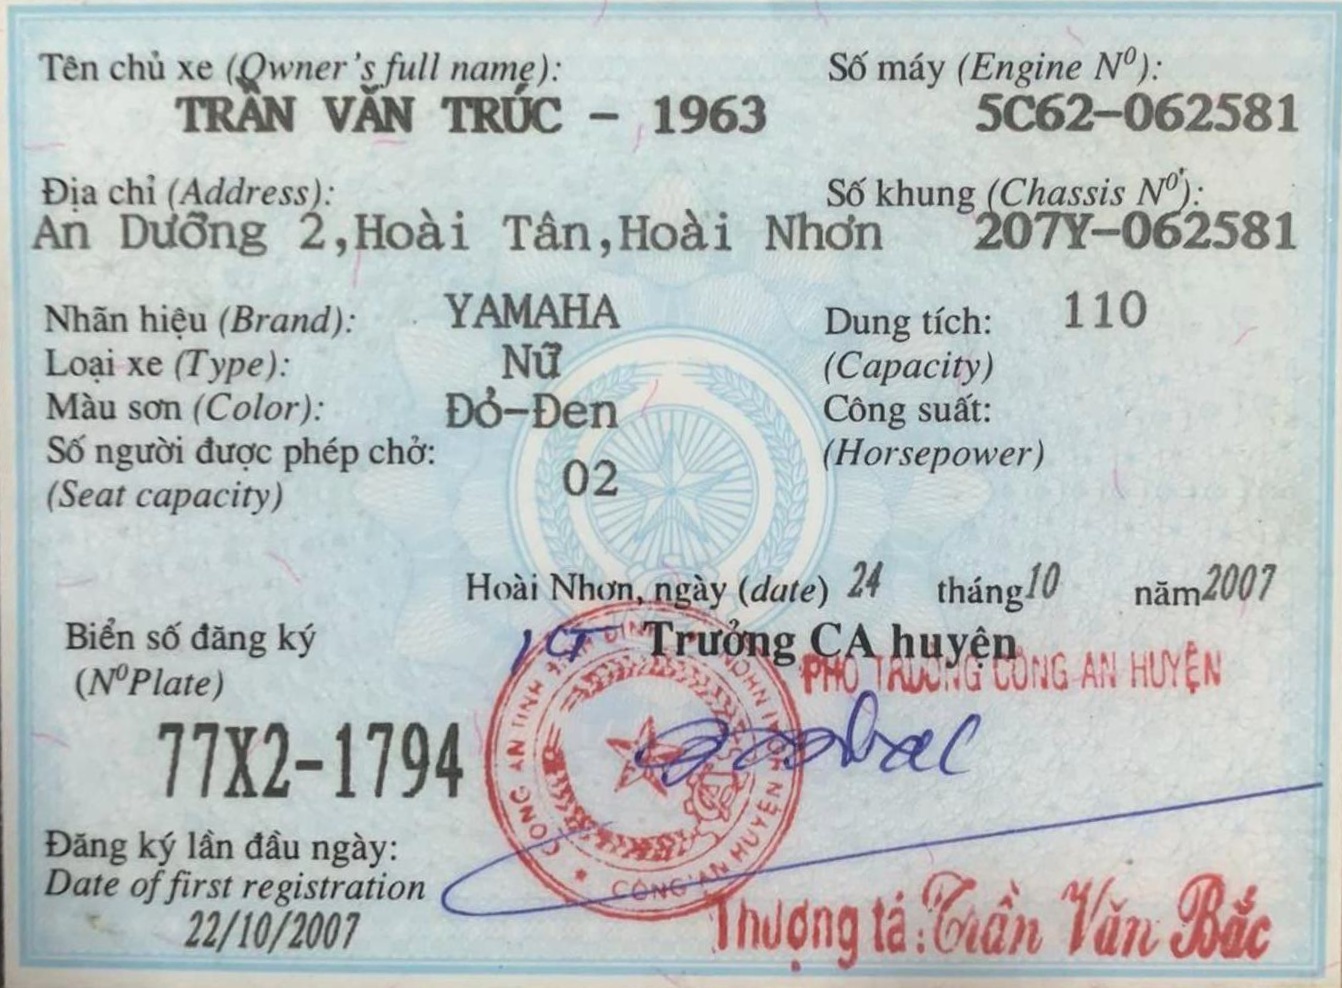 Tên chủ xe (Owner's full name):
TRẦN VĂN TRÚC - 1963
Số máy (Engine Nº):
5C62-062581
Địa chỉ (Address):
An Dưỡng 2,Hoài Tân,Hoài Nhơn
Số khung (Chassis Nº):
207Y-062581
Nhãn hiệu (Brand): YAMAHA
Dung tích: 110
(Capacity)
Loại xe (Type): Nữ
Màu sơn (Color): Đỏ-Đen
Công suất:
(Horsepower)
Số người được phép chở: 02
(Seat capacity)
Hoài Nhơn, ngày (date) 24 tháng 10 năm 2007
KT Trưởng CA huyện
PHÓ TRƯỞNG CÔNG AN HUYỆN
Biển số đăng ký
(NºPlate)
77X2-1794
CÔNG AN TỈNH BÌNH ĐỊNH
CÔNG AN HUYỆN HOÀI NHƠN
Đăng ký lần đầu ngày:
Date of first registration
22/10/2007
Thượng tá: Trần Văn Bắc